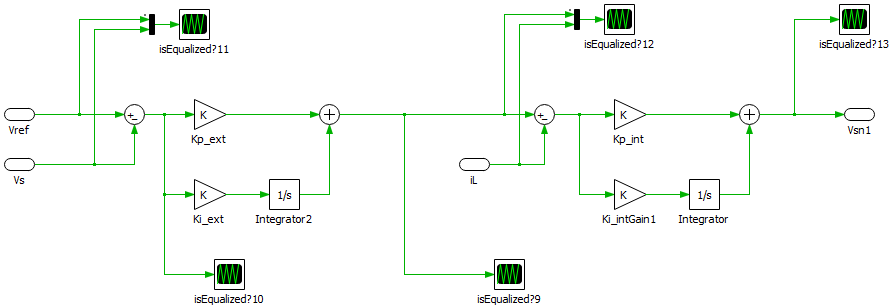 isEqualized?11
isEqualized?12
isEqualized?13
Vref
K
Kp_ext
K
Kp_int
Vsn1
Vs
iL
K
Ki_ext
1/s
Integrator2
K
Ki_intGain1
1/s
Integrator
isEqualized?10
isEqualized?9